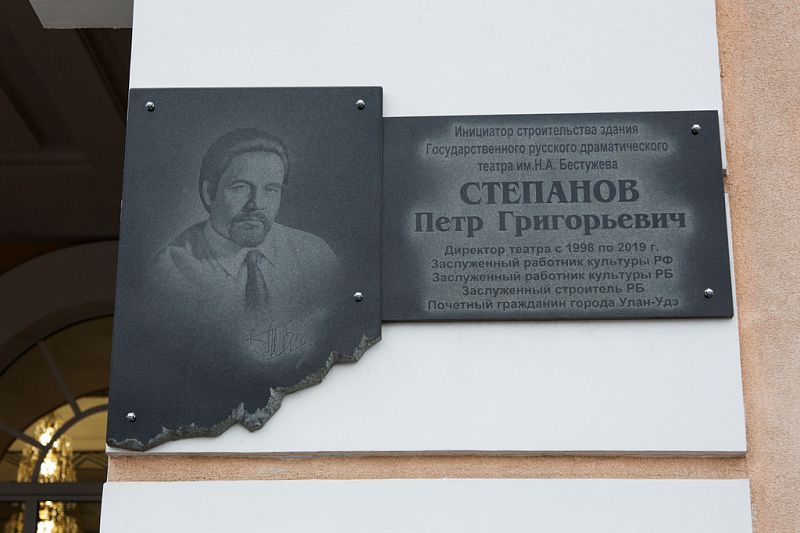 Инициатор строительства здания
Государственного русского драматического
театра им.Н.А. Бестужева
СТЕПАНОВ
Петр Григорьевич
Директор театра с 1998 по 2019 г.
Заслуженный работник культуры РФ
Заслуженный работник культуры РБ
Заслуженный строитель РБ
Почетный гражданин города Улан-Удэ